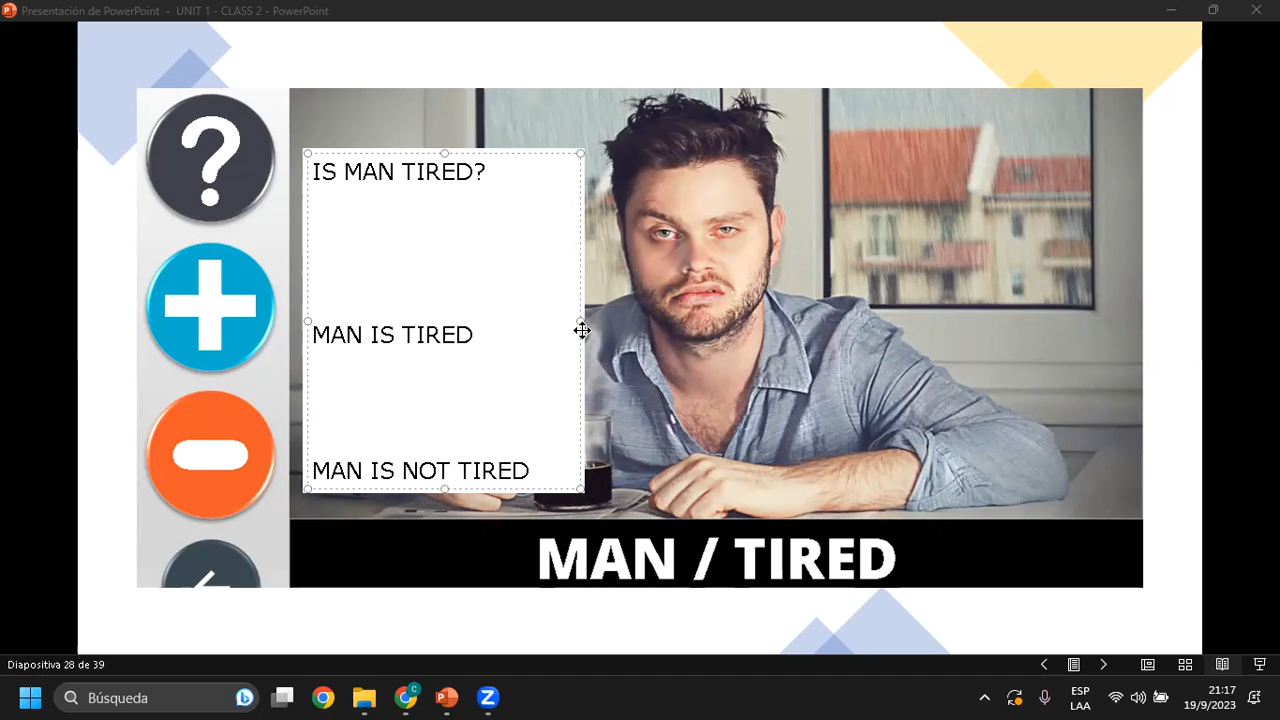 Presentación de PowerPoint - UNIT 1 - CLASS 2 - PowerPoint
IS MAN TIRED?
MAN IS TIRED
MAN IS NOT TIRED
MAN / TIRED
Diapositiva 28 de 39
Búsqueda
ESP
LAA
21:17
19/9/2023